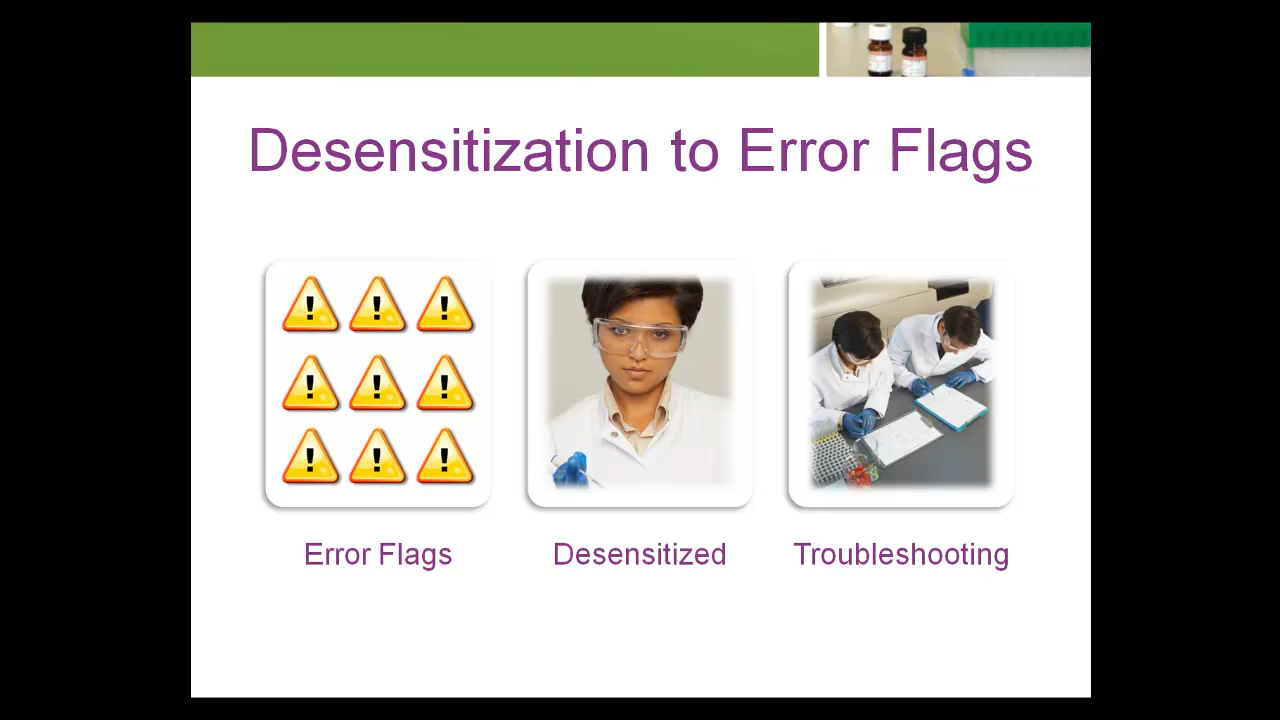 Desensitization to Error Flags
Error Flags
Desensitized
Troubleshooting